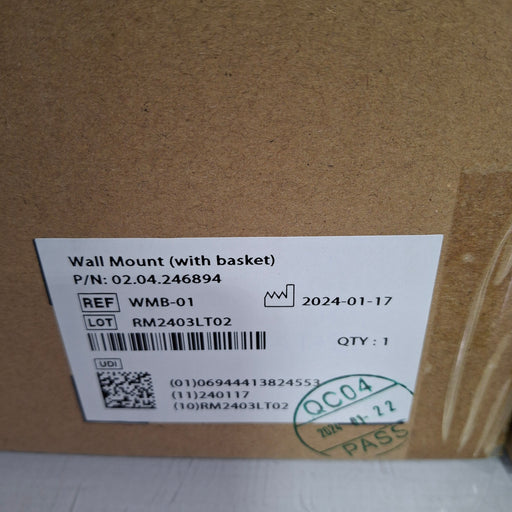 Wall Mount (with basket)
P/N: 02.04.246894
REF WMB-01 2024-01-17
LOT RM2403LT02
QTY : 1
UDI
(01)06944413824553
(11)240117
(10)RM2403LT02
QC04
2024-01-22
PASS